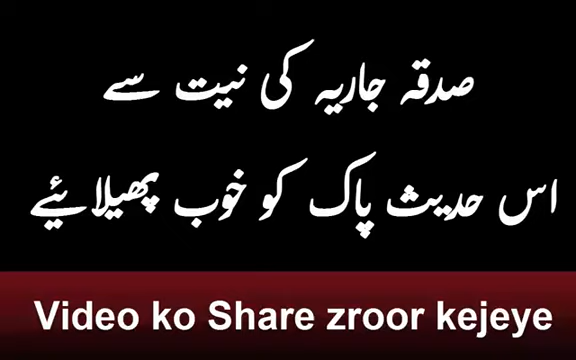 صدقہ جاریہ کی نیت سے
اس حدیث پاک کو خوب پھیلائیے
Video ko Share zroor kejeye